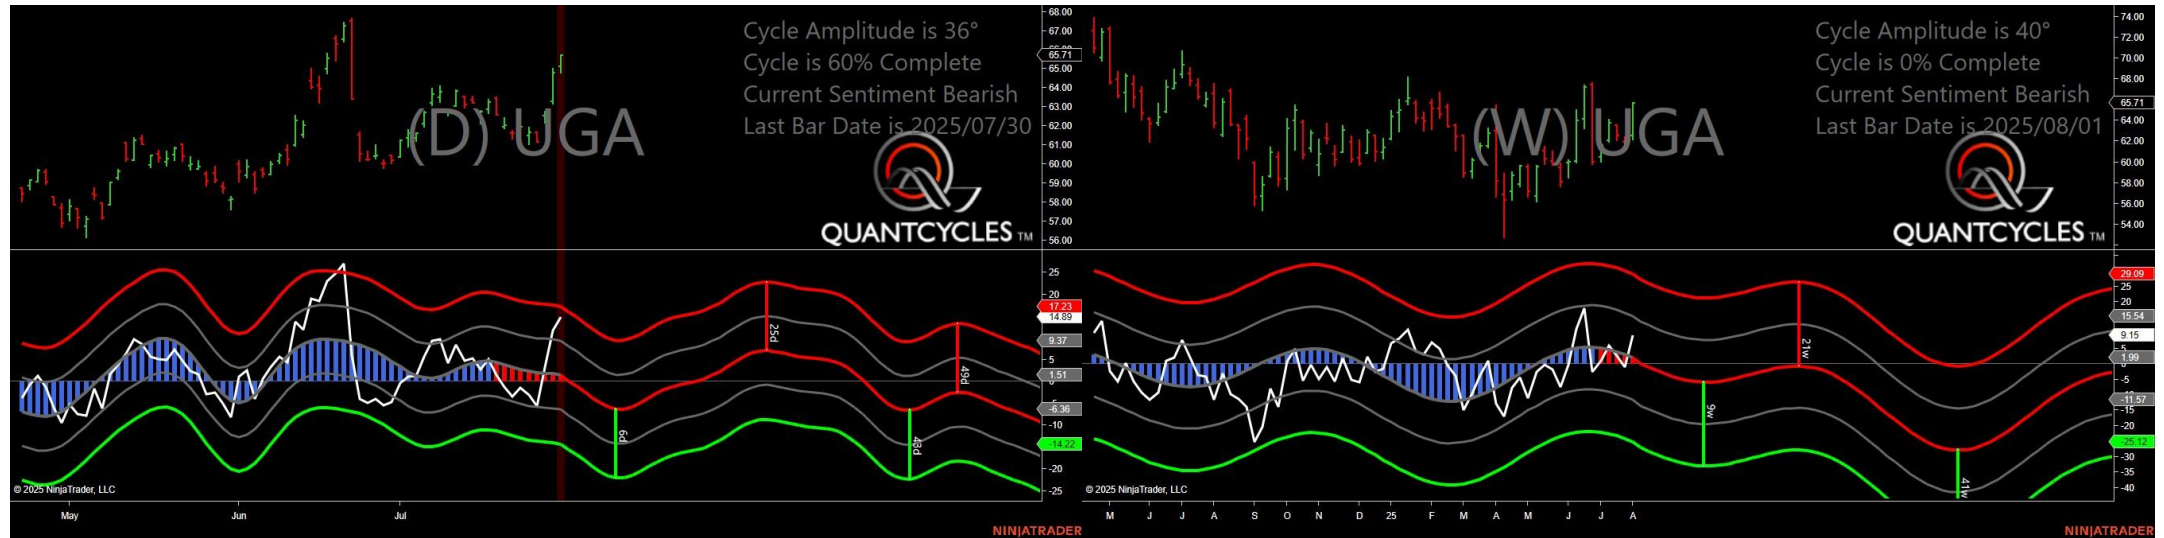 Cycle Amplitude is 36°
Cycle is 60% Complete
Current Sentiment Bearish
Last Bar Date is 2025/07/30
(D) UGA
QUANTCYCLES TM
68.00
67.00
65.71
65.00
64.00
63.00
62.00
61.00
60.00
59.00
58.00
57.00
56.00
25
20
17.23
14.89
9.37
5
1.51
-6.36
-10
-14.22
-20
-25
6d
25d
43d
49d
© 2025 NinjaTrader, LLC
May Jun Jul
NINJATRADER
Cycle Amplitude is 40°
Cycle is 0% Complete
Current Sentiment Bearish
Last Bar Date is 2025/08/01
(W) UGA
QUANTCYCLES TM
74.00
72.00
70.00
68.00
65.71
64.00
62.00
60.00
58.00
56.00
54.00
29.09
25
20
15.54
9.15
5
1.99
-5
-11.57
-15
-20
-25.12
-30
-35
-40
9w
21w
41w
© 2025 NinjaTrader, LLC
M J J A S O N D 25 F M A M J J A
NINJATRADER